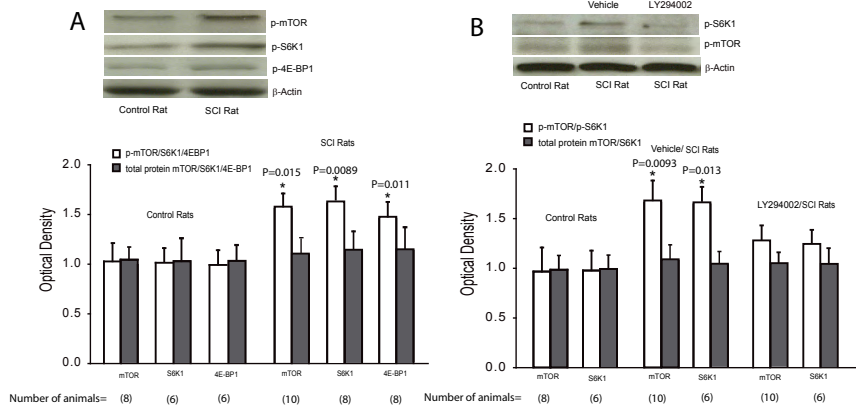 A
p-mTOR
p-S6K1
p-4E-BP1
β-Actin
Control Rat SCI Rat
SCI Rats
p-mTOR/S6K1/4EBP1
total protein mTOR/S6K1/4E-BP1
P=0.015 P=0.0089 P=0.011
* * *
Control Rats
Optical Density
2.0
1.5
1.0
0.5
0.0
mTOR S6K1 4E-BP1 mTOR S6K1 4E-BP1
Number of animals= (8) (6) (6) (10) (8) (8)
B
Vehicle LY294002
p-S6K1
p-mTOR
β-Actin
Control Rat SCI Rat SCI Rat
p-mTOR/p-S6K1
total protein mTOR/S6K1
Vehicle/ SCI Rats
P=0.0093 P=0.013
* *
Control Rats
LY294002/SCI Rats
Optical Density
2.0
1.5
1.0
0.5
0.0
mTOR S6K1 mTOR S6K1 mTOR S6K1
Number of animals= (8) (6) (10) (6) (10) (6)